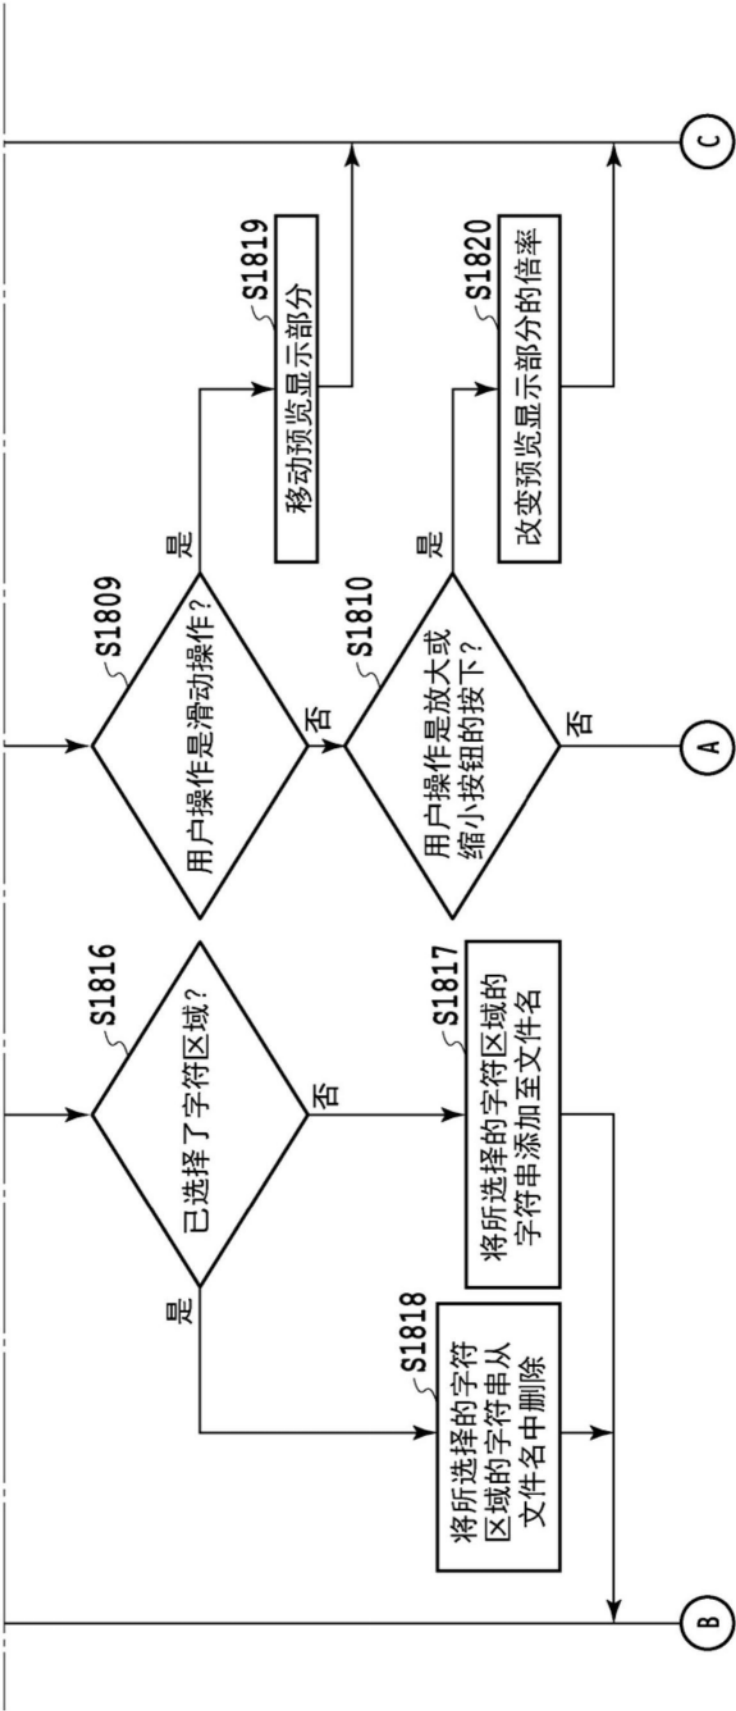 S1816
已选择了字符区域?
是
否
S1818
将所选择的字符
区域的字符串从
文件名中删除
S1817
将所选择的字符区域的
字符串添加至文件名
S1809
用户操作是滑动操作?
是
否
S1819
移动预览显示部分
S1810
用户操作是放大或
缩小按钮的按下?
是
否
S1820
改变预览显示部分的倍率
B
A
C